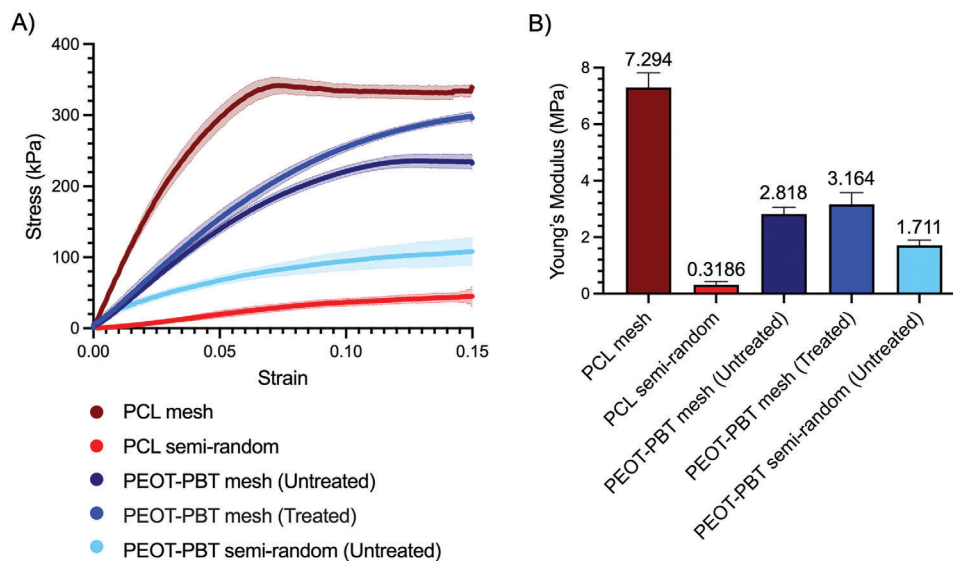 A)
400
300
200
100
0
Stress (kPa)
0.00
0.05
0.10
0.15
Strain
PCL mesh
PCL semi-random
PEOT-PBT mesh (Untreated)
PEOT-PBT mesh (Treated)
PEOT-PBT semi-random (Untreated)
B)
8
6
4
2
0
Young's Modulus (MPa)
7.294
0.3186
2.818
3.164
1.711
PCL mesh
PCL semi-random
PEOT-PBT mesh (Untreated)
PEOT-PBT mesh (Treated)
PEOT-PBT semi-random (Untreated)